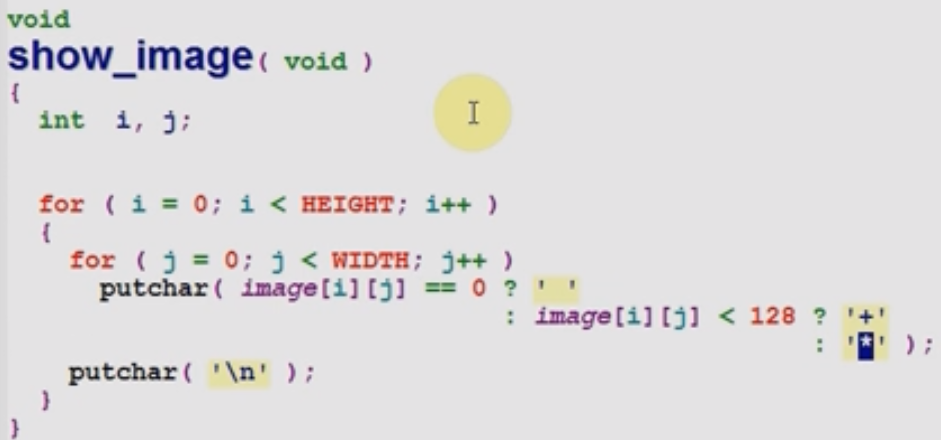 void
show_image( void )
{
  int  i, j;

  for ( i = 0; i < HEIGHT; i++ )
  {
    for ( j = 0; j < WIDTH; j++ )
      putchar( image[i][j] == 0 ? ' '
                                : image[i][j] < 128 ? '+'
                                                    : '*' );
    putchar( '\n' );
  }
}